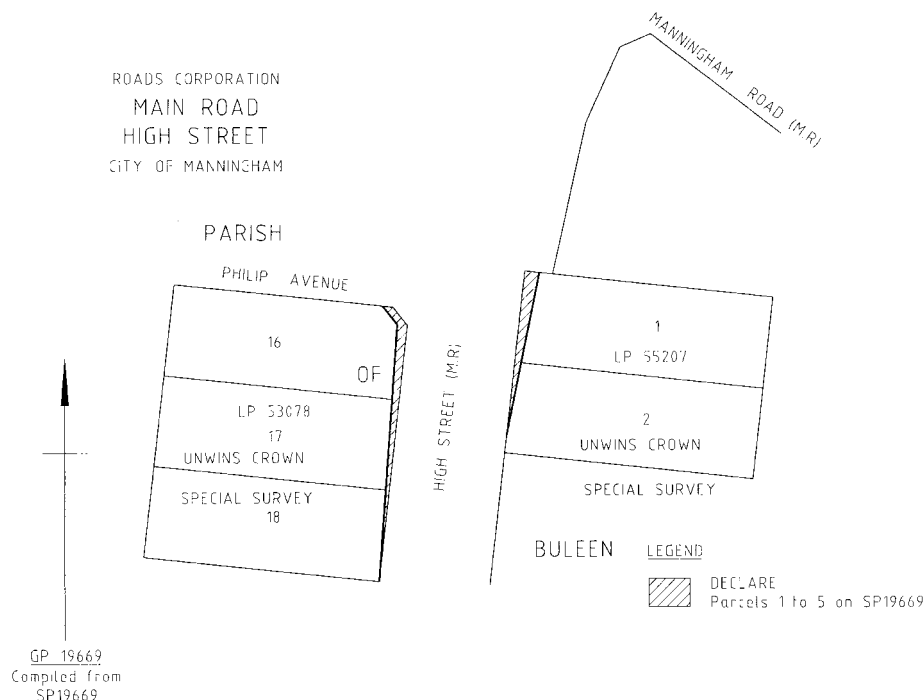 MANNINGHAM ROAD (M.R)
ROADS CORPORATION
MAIN ROAD
HIGH STREET
CITY OF MANNINGHAM
PARISH
PHILIP AVENUE
16
OF
LP 53078
17
UNWINS CROWN
SPECIAL SURVEY
18
HIGH STREET (M.R)
1
LP 55207
2
UNWINS CROWN
SPECIAL SURVEY
BULEEN
LEGEND
DECLARE
Parcels 1 to 5 on SP19669
GP 19669
Compiled from
SP19669